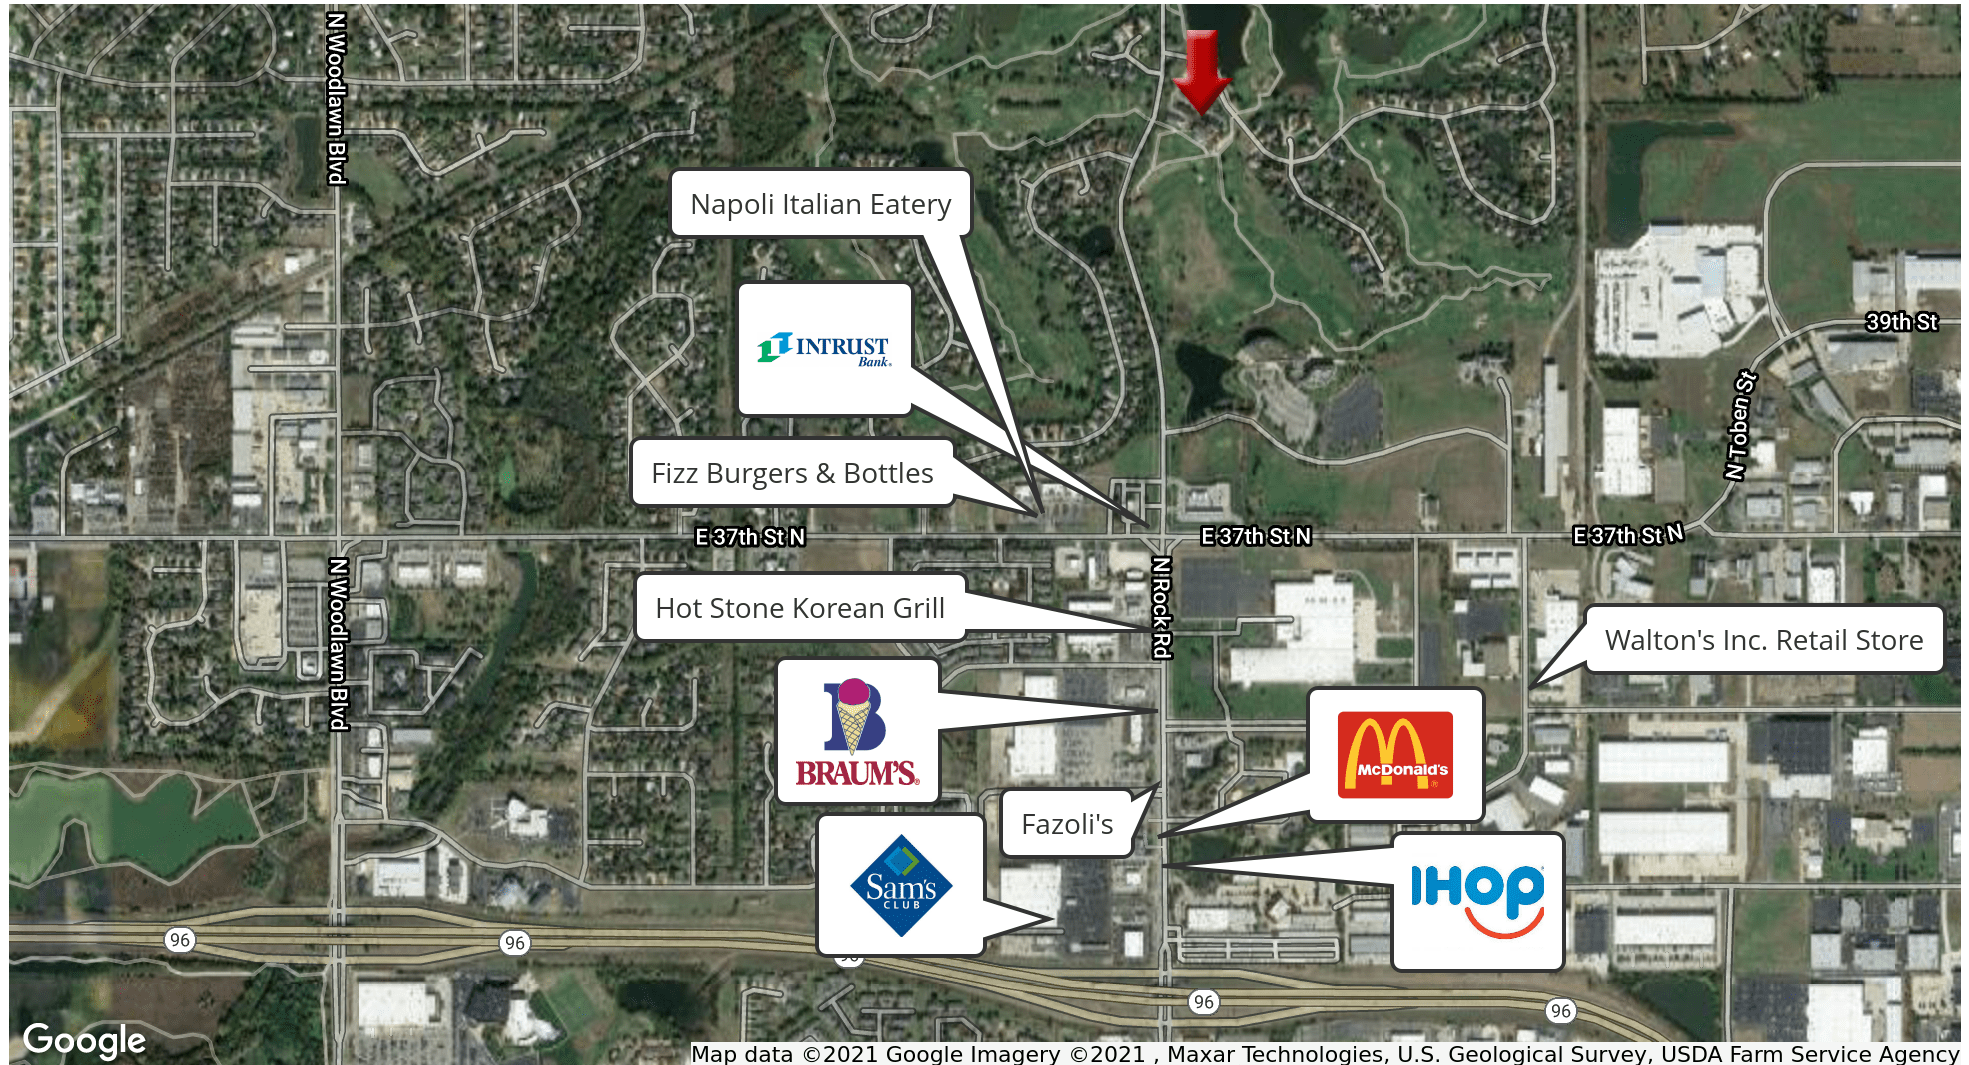 N Woodlawn Blvd
Napoli Italian Eatery
INTRUST
Bank®
39th St
N Toben St
Fizz Burgers & Bottles
E 37th St N
E 37th St N
E 37th St N
N Woodlawn Blvd
N Rock Rd
Hot Stone Korean Grill
Walton's Inc. Retail Store
B
BRAUM'S®
McDonald's
®
Fazoli's
Sam's
CLUB
IHOP
96
96
96
96
96
Google
Map data ©2021 Google Imagery ©2021 , Maxar Technologies, U.S. Geological Survey, USDA Farm Service Agency